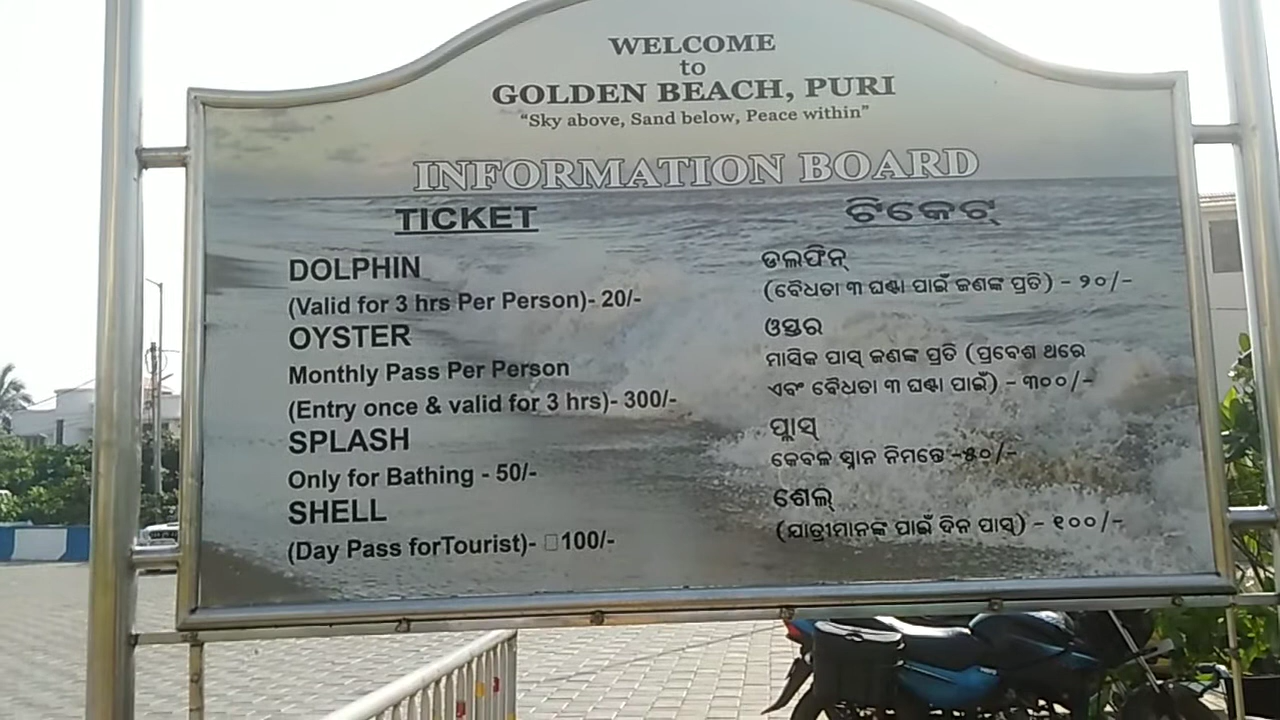 WELCOME
to
GOLDEN BEACH, PURI
“Sky above, Sand below, Peace within”
INFORMATION BOARD
TICKET
DOLPHIN
(Valid for 3 hrs Per Person)- 20/-
OYSTER
Monthly Pass Per Person
(Entry once & valid for 3 hrs)- 300/-
SPLASH
Only for Bathing - 50/-
SHELL
(Day Pass forTourist)- □100/-
ଟିକେଟ୍
ଡଲଫିନ୍
(ବୈଧତା ୩ ଘଣ୍ଟା ପାଇଁ ଜଣଙ୍କ ପ୍ରତି) - ୨୦/-
ଓସ୍ତର
ମାସିକ ପାସ୍ ଜଣଙ୍କ ପ୍ରତି (ପ୍ରବେଶ ଥରେ
ଏବଂ ବୈଧତା ୩ ଘଣ୍ଟା ପାଇଁ) - ୩୦୦/-
ପ୍ଲାସ୍
କେବଳ ସ୍ନାନ ନିମନ୍ତେ -୫୦/-
ଶେଲ୍
(ଯାତ୍ରୀମାନଙ୍କ ପାଇଁ ଦିନ ପାସ୍) - ୧୦୦/-